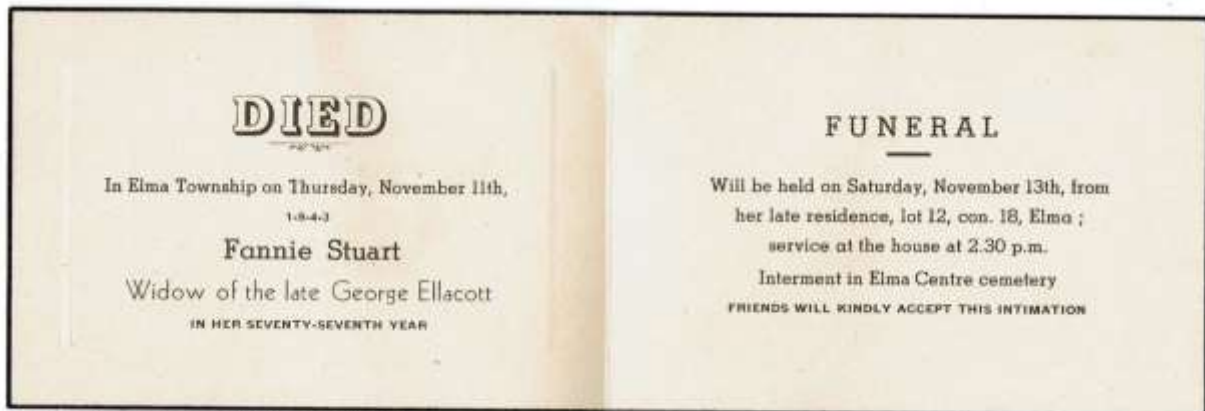 DIED
In Elma Township on Thursday, November 11th,
1-9-4-3
Fannie Stuart
Widow of the late George Ellacott
IN HER SEVENTY-SEVENTH YEAR
FUNERAL
Will be held on Saturday, November 13th, from
her late residence, lot 12, con. 18, Elma ;
service at the house at 2.30 p.m.
Interment in Elma Centre cemetery
FRIENDS WILL KINDLY ACCEPT THIS INTIMATION